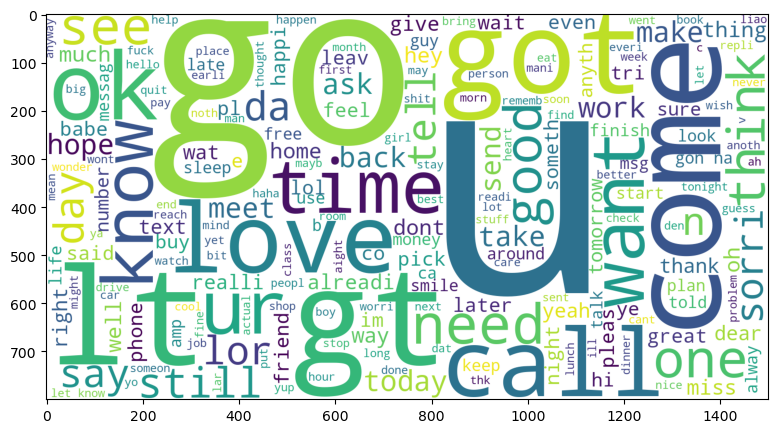 0
100
200
300
400
500
600
700
0
200
400
600
800
1000
1200
1400
see
help
go
happen
give
bring
wait
got
even
went
book
liao
make
thing
anyway
much
fuck
hello
place
late
earli
thought
happi
month
leav
first
guy
hey
may
person
eat
mani
everi
week
repli
c
let
never
ok
big
messag
quit
pay
noth
man
da
pl
ask
feel
tell
shit
morn
rememb
soon
anyth
tri
work
sure
wish
v
come
think
babe
hope
wat
e
sleep
free
home
girl
back
stay
u
send
heart
good
find
someth
finish
msg
look
gon na
anoth
ah
wonder
wont
know
mean
day
number
haha
lol
use
mayb
time
best
readi
lot
stuff
want
better
start
tonight
guess
ya
end
reach
text
meet
mind
room
b
dont
take
tomorrow
check
den
n
sorri
said
buy
yet
bit
love
co
money
around
care
thank
oh
life
watch
class
aight
pick
ca
smile
plan
told
problem
right
might
drive
car
lt
realli
peopl
alreadi
worri
later
sent
talk
ye
cant
well
phone
amp
cool
fine
ur
actual
shop
boy
im
way
next
gt
need
yeah
night
ill
pleas
great
dear
job
lor
put
friend
stop
long
dat
call
lunch
hi
dinner
one
alway
say
someon
yo
still
lar
yup
hour
done
today
keep
thk
nice
miss
let know